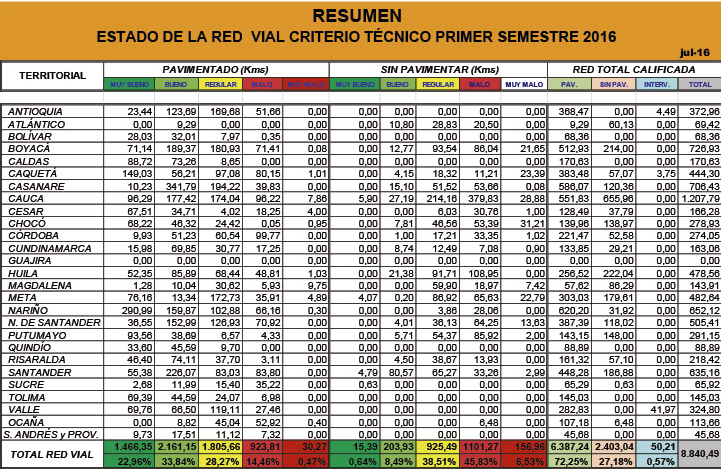 RESUMEN
ESTADO DE LA RED VIAL CRITERIO TÉCNICO PRIMER SEMESTRE 2016
jul-16
TERRITORIAL PAVIMENTADO (Kms) SIN PAVIMENTAR (Kms) RED TOTAL CALIFICADA
MUY BUENO BUENO REGULAR MALO MUY MALO MUY BUENO BUENO REGULAR MALO MUY MALO PAV. SIN PAV. INTERV. TOTAL
ANTIOQUIA 23,44 123,69 169,68 51,66 0,00 0,00 0,00 0,00 0,00 0,00 368,47 0,00 4,49 372,96
ATLÁNTICO 0,00 9,29 0,00 0,00 0,00 0,00 10,80 28,83 20,50 0,00 9,29 60,13 0,00 69,42
BOLÍVAR 28,03 32,01 7,97 0,35 0,00 0,00 0,00 0,00 0,00 0,00 68,36 0,00 0,00 68,36
BOYACÁ 71,14 189,37 180,93 71,41 0,08 0,00 12,77 93,54 86,04 21,65 512,93 214,00 0,00 726,93
CALDAS 88,72 73,26 8,65 0,00 0,00 0,00 0,00 0,00 0,00 0,00 170,63 0,00 0,00 170,63
CAQUETÁ 149,03 56,21 97,08 80,15 1,01 0,00 4,15 18,32 11,21 23,39 383,48 57,07 3,75 444,30
CASANARE 10,23 341,79 194,22 39,83 0,00 0,00 15,10 51,52 53,66 0,08 586,07 120,36 0,00 706,43
CAUCA 96,29 177,42 174,04 96,22 7,86 5,90 27,19 214,16 379,83 28,88 551,83 655,96 0,00 1.207,79
CESAR 67,51 34,71 4,02 18,25 4,00 0,00 0,00 6,03 30,76 1,00 128,49 37,79 0,00 166,28
CHOCÓ 68,22 46,32 24,42 0,05 0,95 0,00 7,81 46,56 53,39 31,21 139,96 138,97 0,00 278,93
CÓRDOBA 9,93 51,23 60,54 99,77 0,00 0,00 1,00 17,21 33,35 1,02 221,47 52,58 0,00 274,05
CUNDINAMARCA 15,98 69,85 30,77 17,25 0,00 0,00 8,74 12,49 7,08 0,90 133,85 29,21 0,00 163,06
GUAJIRA 0,00 0,00 0,00 0,00 0,00 0,00 0,00 0,00 0,00 0,00 0,00 0,00 0,00 0,00
HUILA 52,35 85,89 68,44 48,81 1,03 0,00 21,38 91,71 108,95 0,00 256,52 222,04 0,00 478,56
MAGDALENA 1,28 10,04 30,62 5,93 9,75 0,00 0,00 59,90 18,97 7,42 57,62 86,29 0,00 143,91
META 76,16 13,34 172,73 35,91 4,89 4,07 9,20 86,92 65,63 22,79 303,03 179,61 0,00 482,64
NARIÑO 290,99 159,87 102,88 66,16 0,30 0,00 0,00 3,86 28,06 0,00 620,20 31,92 0,00 652,12
N. DE SANTANDER 36,55 152,99 126,93 70,92 0,00 0,00 4,01 36,13 64,25 13,63 387,39 118,02 0,00 505,41
PUTUMAYO 93,56 38,69 6,57 4,33 0,00 0,00 5,71 54,37 85,92 2,00 143,15 148,00 0,00 291,15
QUINDÍO 33,60 45,59 9,70 0,00 0,00 0,00 0,00 0,00 0,00 0,00 88,89 0,00 0,00 88,89
RISARALDA 46,40 74,11 37,70 3,11 0,00 0,00 4,50 38,67 13,93 0,00 161,32 57,10 0,00 218,42
SANTANDER 55,38 226,07 83,03 83,80 0,00 4,79 80,57 65,27 33,26 2,99 448,28 186,88 0,00 635,16
SUCRE 2,68 11,99 15,40 35,22 0,00 0,63 0,00 0,00 0,00 0,00 65,29 0,63 0,00 65,92
TOLIMA 69,39 44,59 24,07 6,98 0,00 0,00 0,00 0,00 0,00 0,00 145,03 0,00 0,00 145,03
VALLE 69,76 66,50 119,11 27,46 0,00 0,00 0,00 0,00 0,00 0,00 282,83 0,00 41,97 324,80
OCAÑA 0,00 8,82 45,04 52,92 0,40 0,00 0,00 0,00 6,48 0,00 107,18 6,48 0,00 113,66
S. ANDRÉS y PROV. 9,73 17,51 11,12 7,32 0,00 0,00 0,00 0,00 0,00 0,00 45,68 0,00 0,00 45,68
TOTAL RED VIAL 1.466,35 2.161,15 1.805,66 923,81 30,27 15,39 203,93 925,49 1101,27 156,96 6.387,24 2.403,04 50,21 8.840,49
22,96% 33,84% 28,27% 14,46% 0,47% 0,64% 8,49% 38,51% 45,83% 6,53% 72,25% 27,18% 0,57%